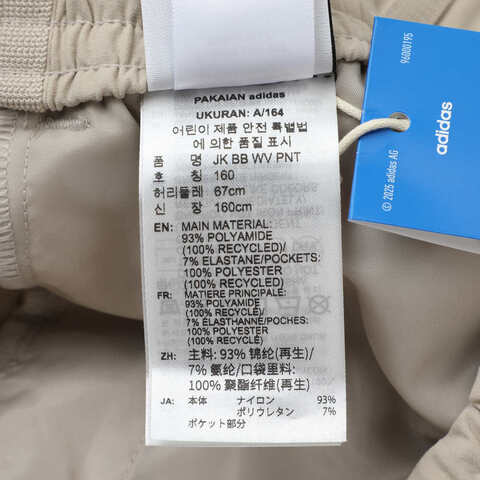 PAKAIAN adidas
UKURAN: A/164
어린이 제품 안전 특별법
에 의한 품질 표시
품 명 JK BB WV PNT
호 칭 160
허리둘레 67cm
신 장 160cm
EN: MAIN MATERIAL:
93% POLYAMIDE
(100% RECYCLED)/
7% ELASTANE/POCKETS:
100% POLYESTER
(100% RECYCLED)
FR: MATIERE PRINCIPALE:
93% POLYAMIDE
(100% RECYCLE)/
7% ELASTHANNE/POCHES:
100% POLYESTER
(100% RECYCLE)
ZH: 主料: 93% 锦纶(再生)/
7% 氨纶/口袋里料:
100% 聚酯纤维(再生)
JA: 本体 ナイロン 93%
ポリウレタン 7%
ポケット部分
96000195
adidas
© 2025 adidas AG